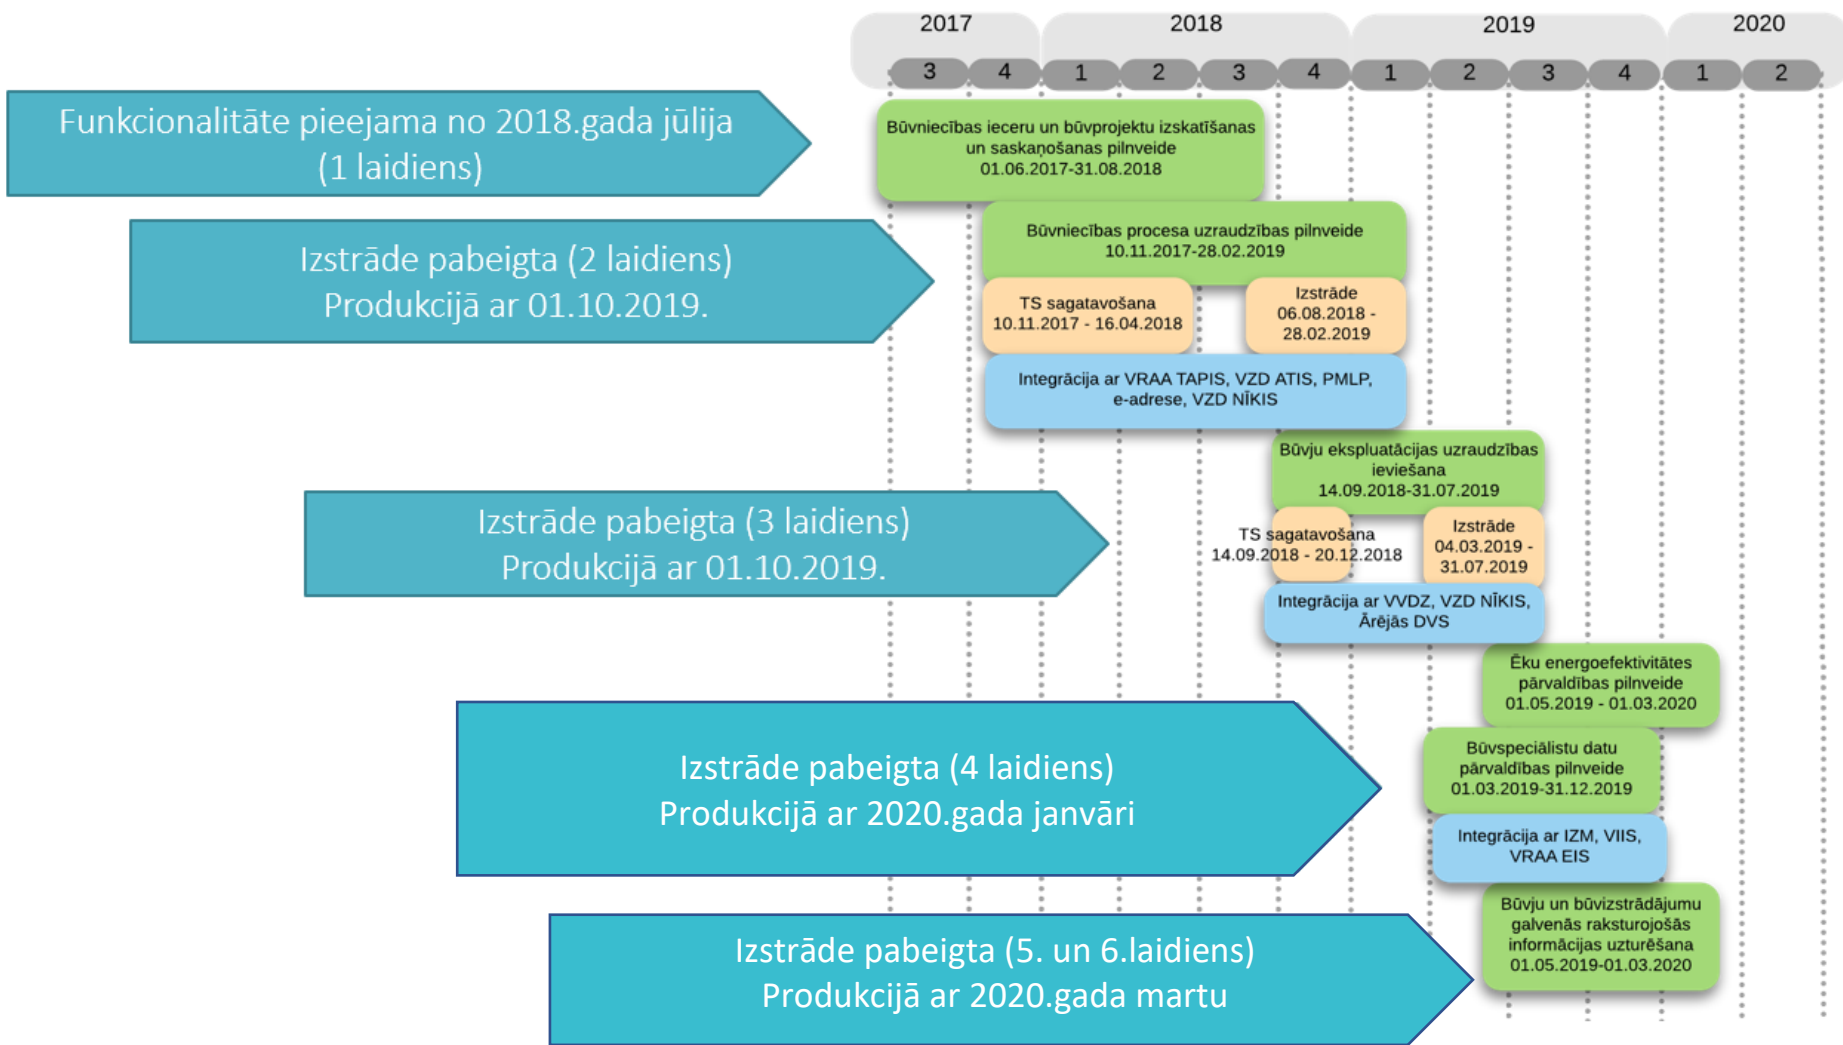 2017
2018
2019
2020
3
4
1
2
3
4
1
2
3
4
1
2
Funkcionalitāte pieejama no 2018.gada jūlija
(1 laidiens)
Būvniecības ieceru un būvprojektu izskatīšanas
un saskaņošanas pilnveide
01.06.2017-31.08.2018
Izstrāde pabeigta (2 laidiens)
Produkcijā ar 01.10.2019.
Būvniecības procesa uzraudzības pilnveide
10.11.2017-28.02.2019
TS sagatavošana
10.11.2017 - 16.04.2018
Izstrāde
06.08.2018 -
28.02.2019
Integrācija ar VRAA TAPIS, VZD ATIS, PMLP,
e-adrese, VZD NĪKIS
Izstrāde pabeigta (3 laidiens)
Produkcijā ar 01.10.2019.
Būvju ekspluatācijas uzraudzības
ieviešana
14.09.2018-31.07.2019
TS sagatavošana
14.09.2018 - 20.12.2018
Izstrāde
04.03.2019 -
31.07.2019
Integrācija ar VVDZ, VZD NĪKIS,
Ārējās DVS
Ēku energoefektivitātes
pārvaldības pilnveide
01.05.2019 - 01.03.2020
Izstrāde pabeigta (4 laidiens)
Produkcijā ar 2020.gada janvāri
Būvspeciālistu datu
pārvaldības pilnveide
01.03.2019-31.12.2019
Integrācija ar IZM, VIIS,
VRAA EIS
Izstrāde pabeigta (5. un 6.laidiens)
Produkcijā ar 2020.gada martu
Būvju un būvizstrādājumu
galvenās raksturojošās
informācijas uzturēšana
01.05.2019-01.03.2020